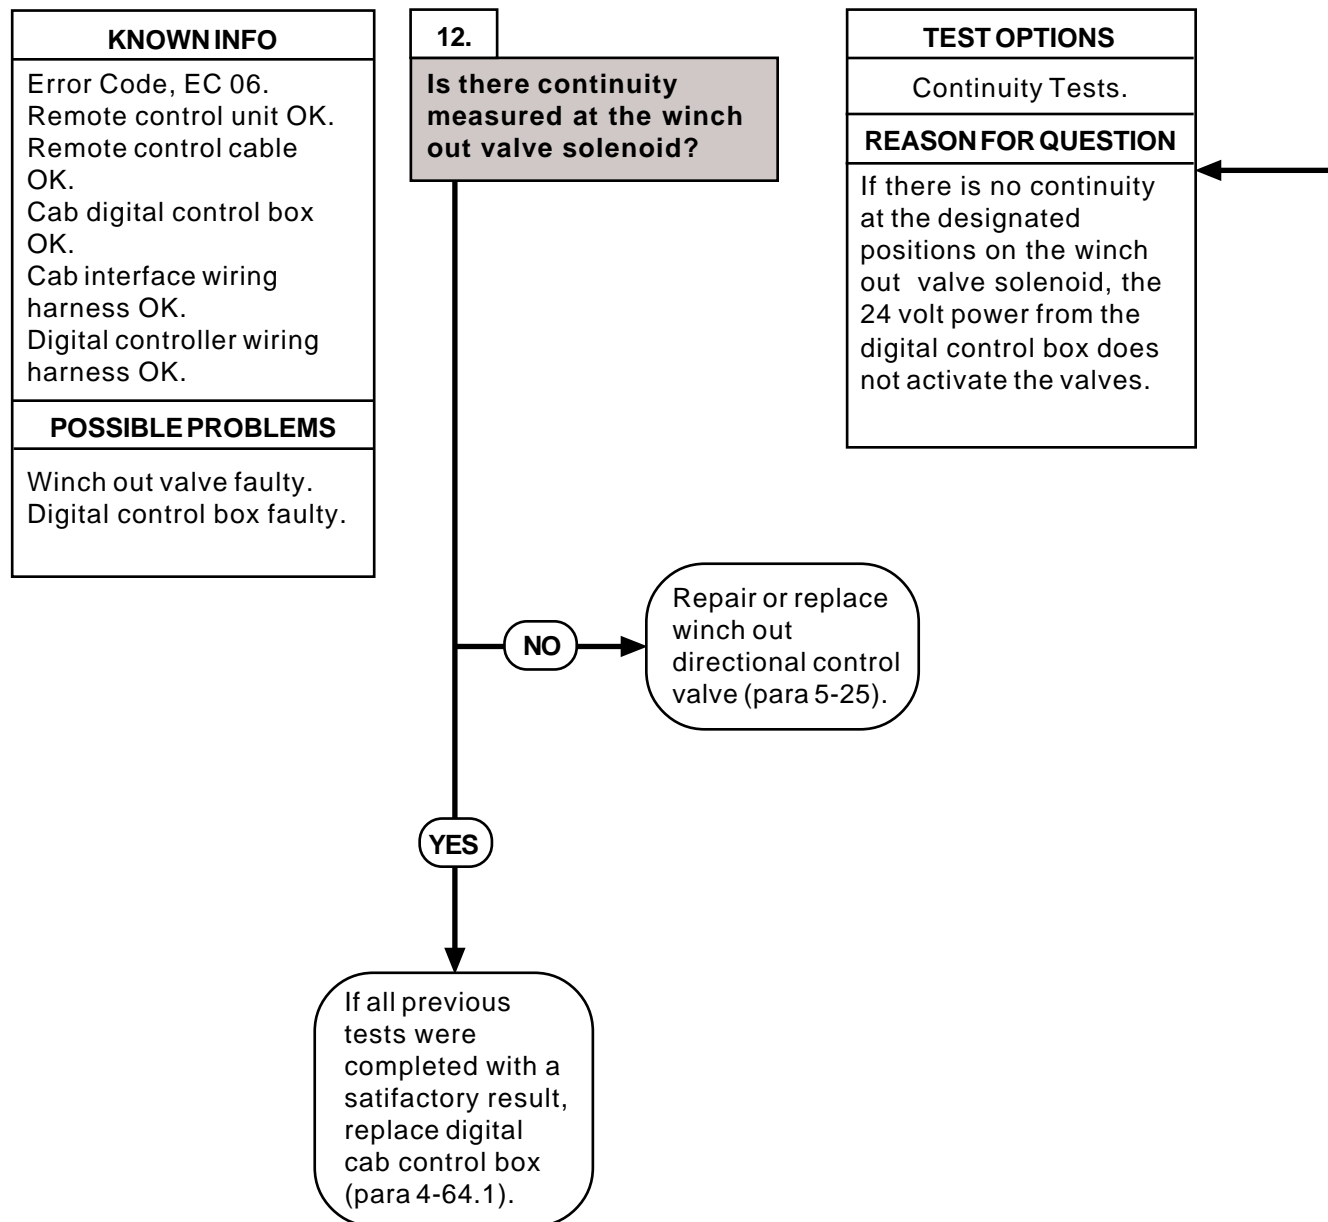 KNOWN INFO
Error Code, EC 06.
Remote control unit OK.
Remote control cable
OK.
Cab digital control box
OK.
Cab interface wiring
harness OK.
Digital controller wiring
harness OK.
POSSIBLE PROBLEMS
Winch out valve faulty.
Digital control box faulty.
12.
Is there continuity
measured at the winch
out valve solenoid?
TEST OPTIONS
Continuity Tests.
REASON FOR QUESTION
If there is no continuity
at the designated
positions on the winch
out valve solenoid, the
24 volt power from the
digital control box does
not activate the valves.
NO
Repair or replace
winch out
directional control
valve (para 5-25).
YES
If all previous
tests were
completed with a
satifactory result,
replace digital
cab control box
(para 4-64.1).